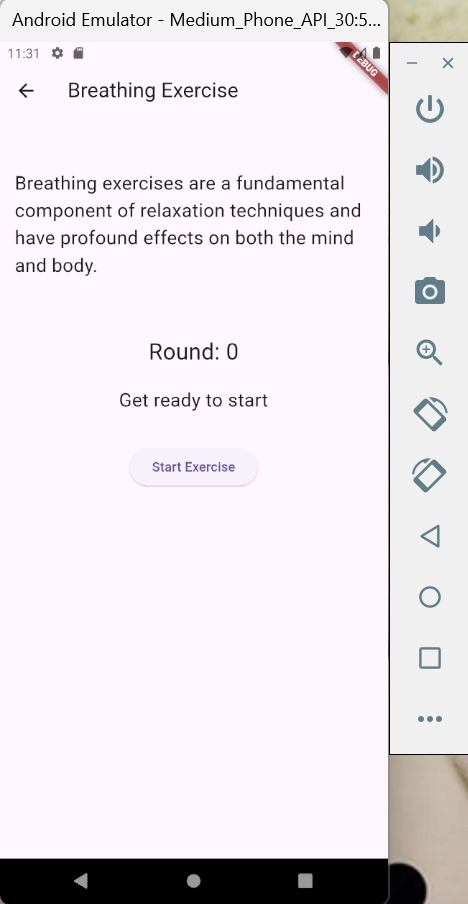 Android Emulator - Medium_Phone_API_30:5...
11:31
DEBUG
Breathing Exercise
Breathing exercises are a fundamental
component of relaxation techniques and
have profound effects on both the mind
and body.
Round: 0
Get ready to start
Start Exercise